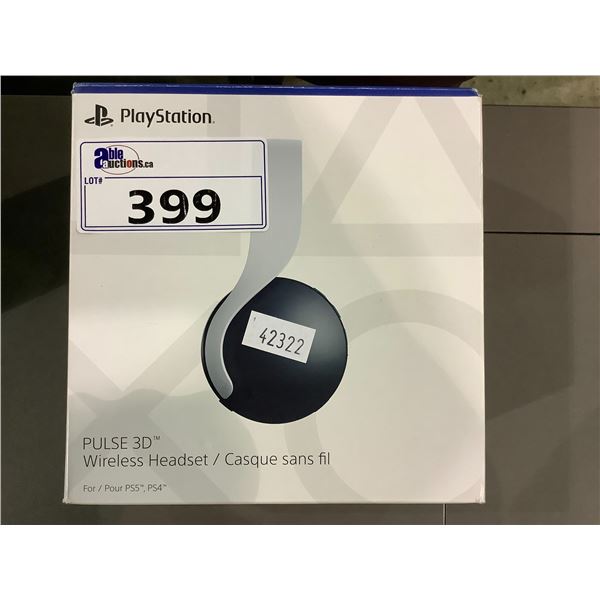 PlayStation.
able
auctions.ca
LOT#
399
42322
PULSE 3D™
Wireless Headset / Casque sans fil
For / Pour PS5™, PS4™